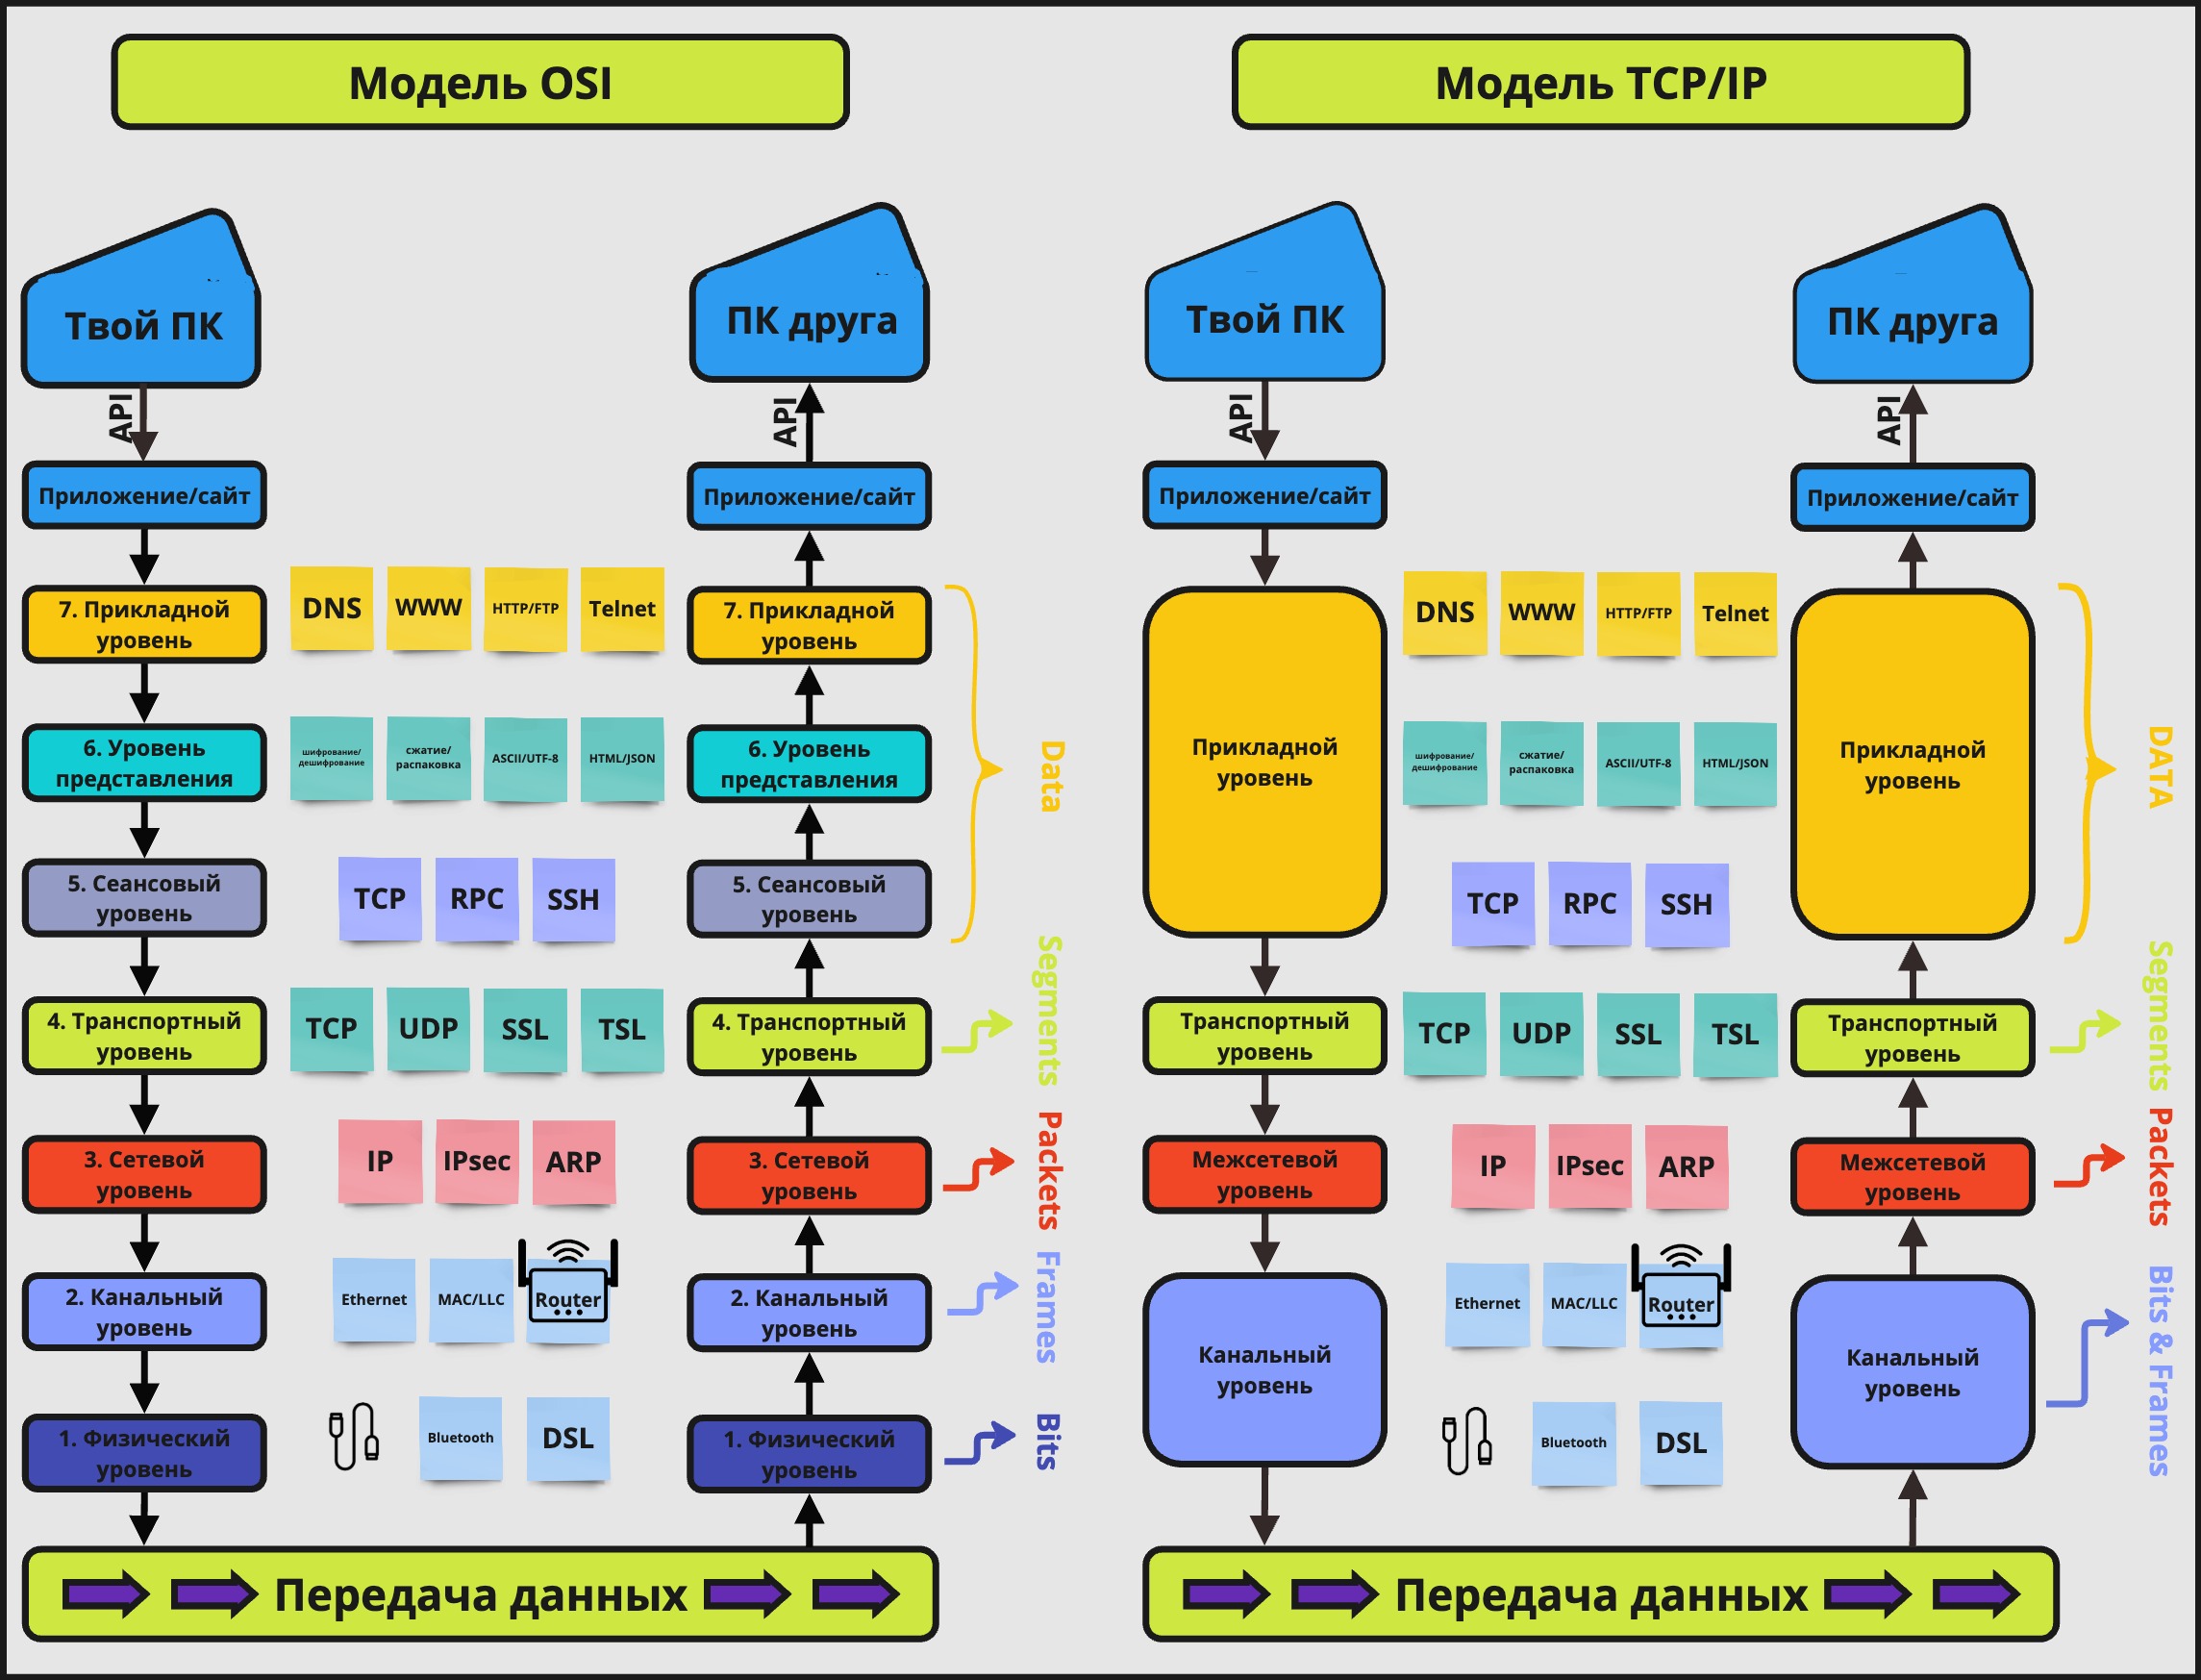 Модель OSI
Твой ПК
ПК друга
API
API
Приложение/сайт
Приложение/сайт
7. Прикладной
уровень
DNS
WWW
HTTP/FTP
Telnet
7. Прикладной
уровень
6. Уровень
представления
шифрование/
дешифрование
сжатие/
распаковка
ASCII/UTF-8
HTML/JSON
6. Уровень
представления
Data
5. Сеансовый
уровень
TCP
RPC
SSH
5. Сеансовый
уровень
4. Транспортный
уровень
TCP
UDP
SSL
TSL
4. Транспортный
уровень
Segments
3. Сетевой
уровень
IP
IPsec
ARP
3. Сетевой
уровень
Packets
2. Канальный
уровень
Ethernet
MAC/LLC
Router
2. Канальный
уровень
Frames
1. Физический
уровень
Bluetooth
DSL
1. Физический
уровень
Bits
Передача данных
Модель TCP/IP
Твой ПК
ПК друга
API
API
Приложение/сайт
Приложение/сайт
Прикладной
уровень
DNS
WWW
HTTP/FTP
Telnet
шифрование/
дешифрование
сжатие/
распаковка
ASCII/UTF-8
HTML/JSON
TCP
RPC
SSH
Прикладной
уровень
DATA
Транспортный
уровень
TCP
UDP
SSL
TSL
Транспортный
уровень
Segments
Межсетевой
уровень
IP
IPsec
ARP
Межсетевой
уровень
Packets
Канальный
уровень
Ethernet
MAC/LLC
Router
Bluetooth
DSL
Канальный
уровень
Bits & Frames
Передача данных